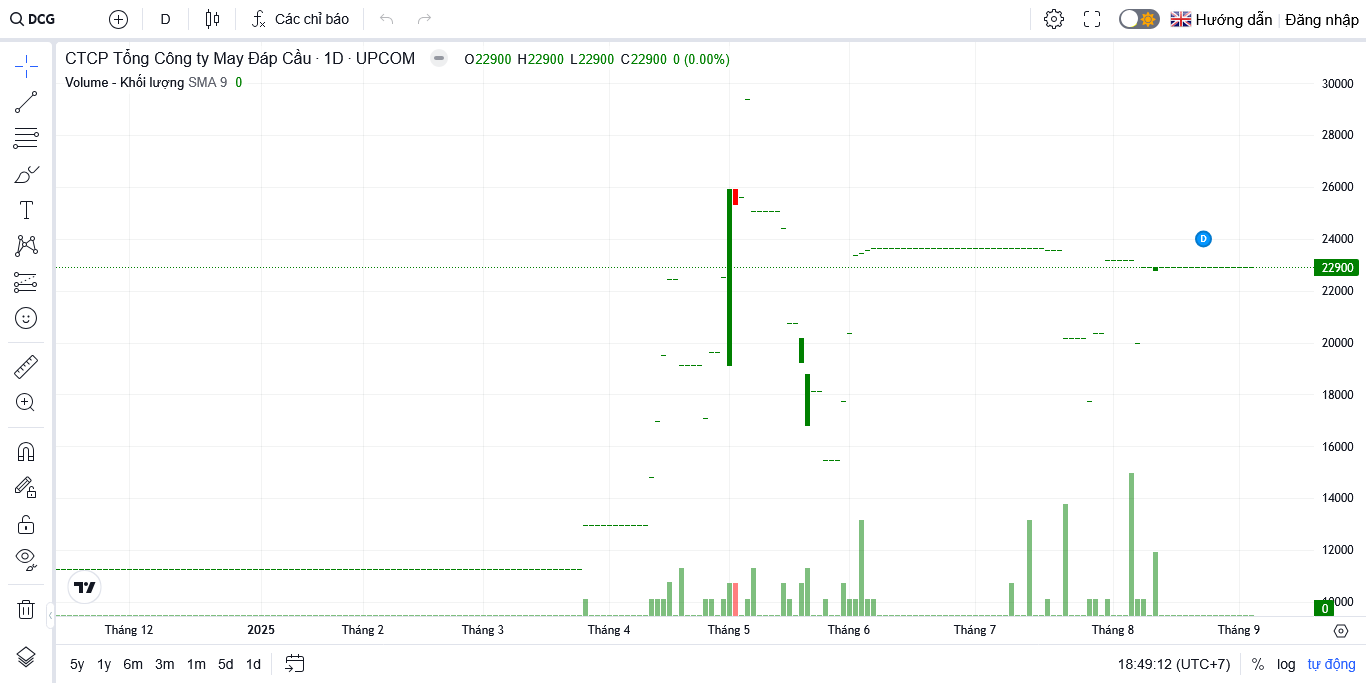 DCG D Các chỉ báo Hướng dẫn Đăng nhập
CTCP Tổng Công ty May Đáp Cầu · 1D · UPCOM O22900 H22900 L22900 C22900 0 (0.00%)
Volume - Khối lượng SMA 9 0
30000
28000
26000
24000
D
22900
22000
20000
18000
16000
14000
12000
10000
0
Tháng 12 2025 Tháng 2 Tháng 3 Tháng 4 Tháng 5 Tháng 6 Tháng 7 Tháng 8 Tháng 9
5y 1y 6m 3m 1m 5d 1d 18:49:12 (UTC+7) % log tự động